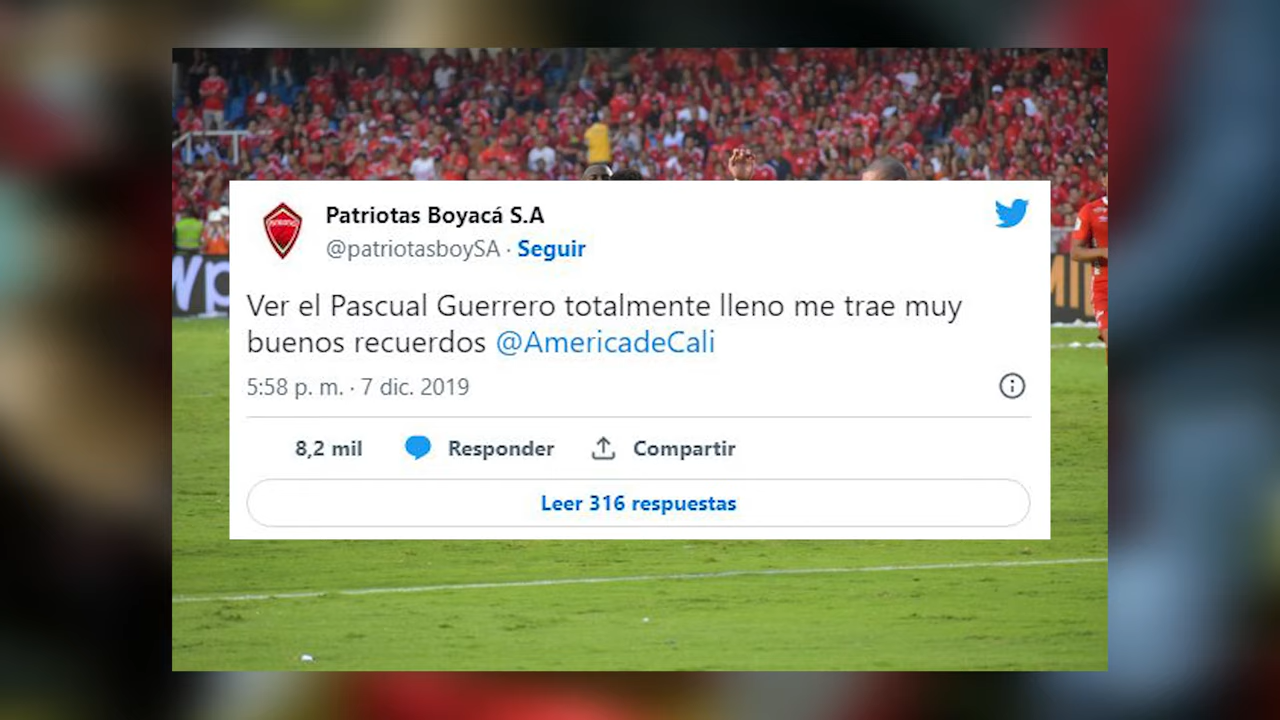 Patriotas Boyacá S.A
@patriotasboySA · Seguir
Ver el Pascual Guerrero totalmente lleno me trae muy
buenos recuerdos @AmericadeCali
5:58 p. m. · 7 dic. 2019
8,2 mil Responder Compartir
Leer 316 respuestas